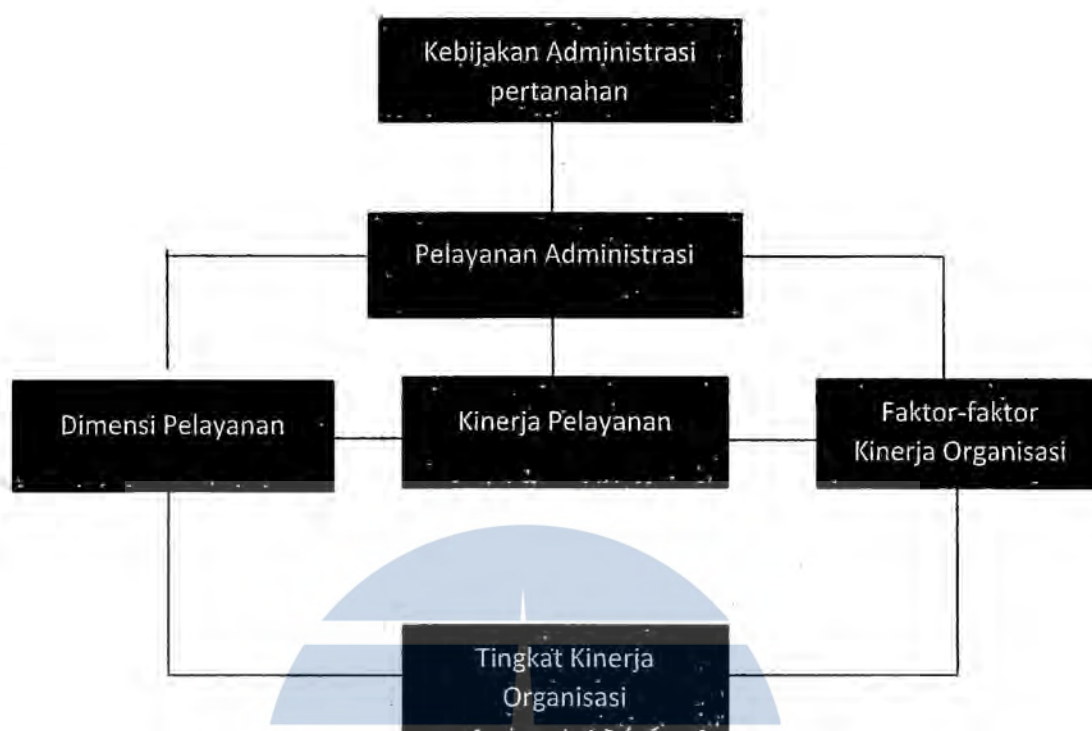 Kebijakan Administrasi
pertanahan
Pelayanan Administrasi
Dimensi Pelayanan
Kinerja Pelayanan
Faktor-faktor
Kinerja Organisasi
Tingkat Kinerja
Organisasi